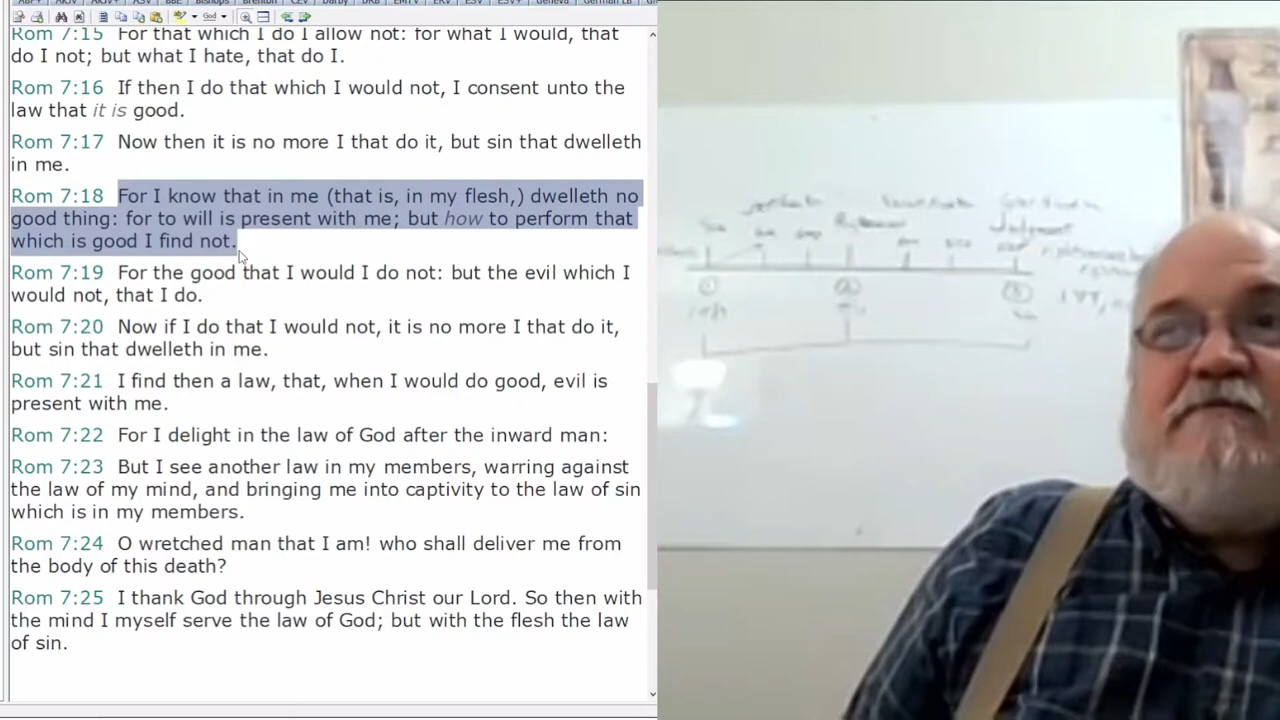 Rom 7:15 For that which I do I allow not: for what I would, that
do I not; but what I hate, that do I.
Rom 7:16 If then I do that which I would not, I consent unto the
law that it is good.
Rom 7:17 Now then it is no more I that do it, but sin that dwelleth
in me.
Rom 7:18 For I know that in me (that is, in my flesh,) dwelleth no
good thing: for to will is present with me; but how to perform that
which is good I find not.
Rom 7:19 For the good that I would I do not: but the evil which I
would not, that I do.
Rom 7:20 Now if I do that I would not, it is no more I that do it,
but sin that dwelleth in me.
Rom 7:21 I find then a law, that, when I would do good, evil is
present with me.
Rom 7:22 For I delight in the law of God after the inward man:
Rom 7:23 But I see another law in my members, warring against
the law of my mind, and bringing me into captivity to the law of sin
which is in my members.
Rom 7:24 O wretched man that I am! who shall deliver me from
the body of this death?
Rom 7:25 I thank God through Jesus Christ our Lord. So then with
the mind I myself serve the law of God; but with the flesh the law
of sin.
Sin
Judgment
1
2
3